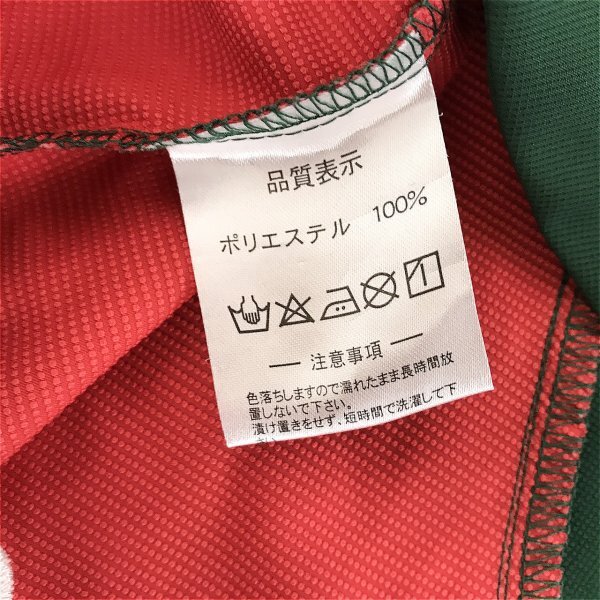 品質表示
ポリエステル 100%
― 注意事項 ―
色落ちしますので濡れたまま長時間放
置しないで下さい。
漬け置きをせず、短時間で洗濯して下
さい。